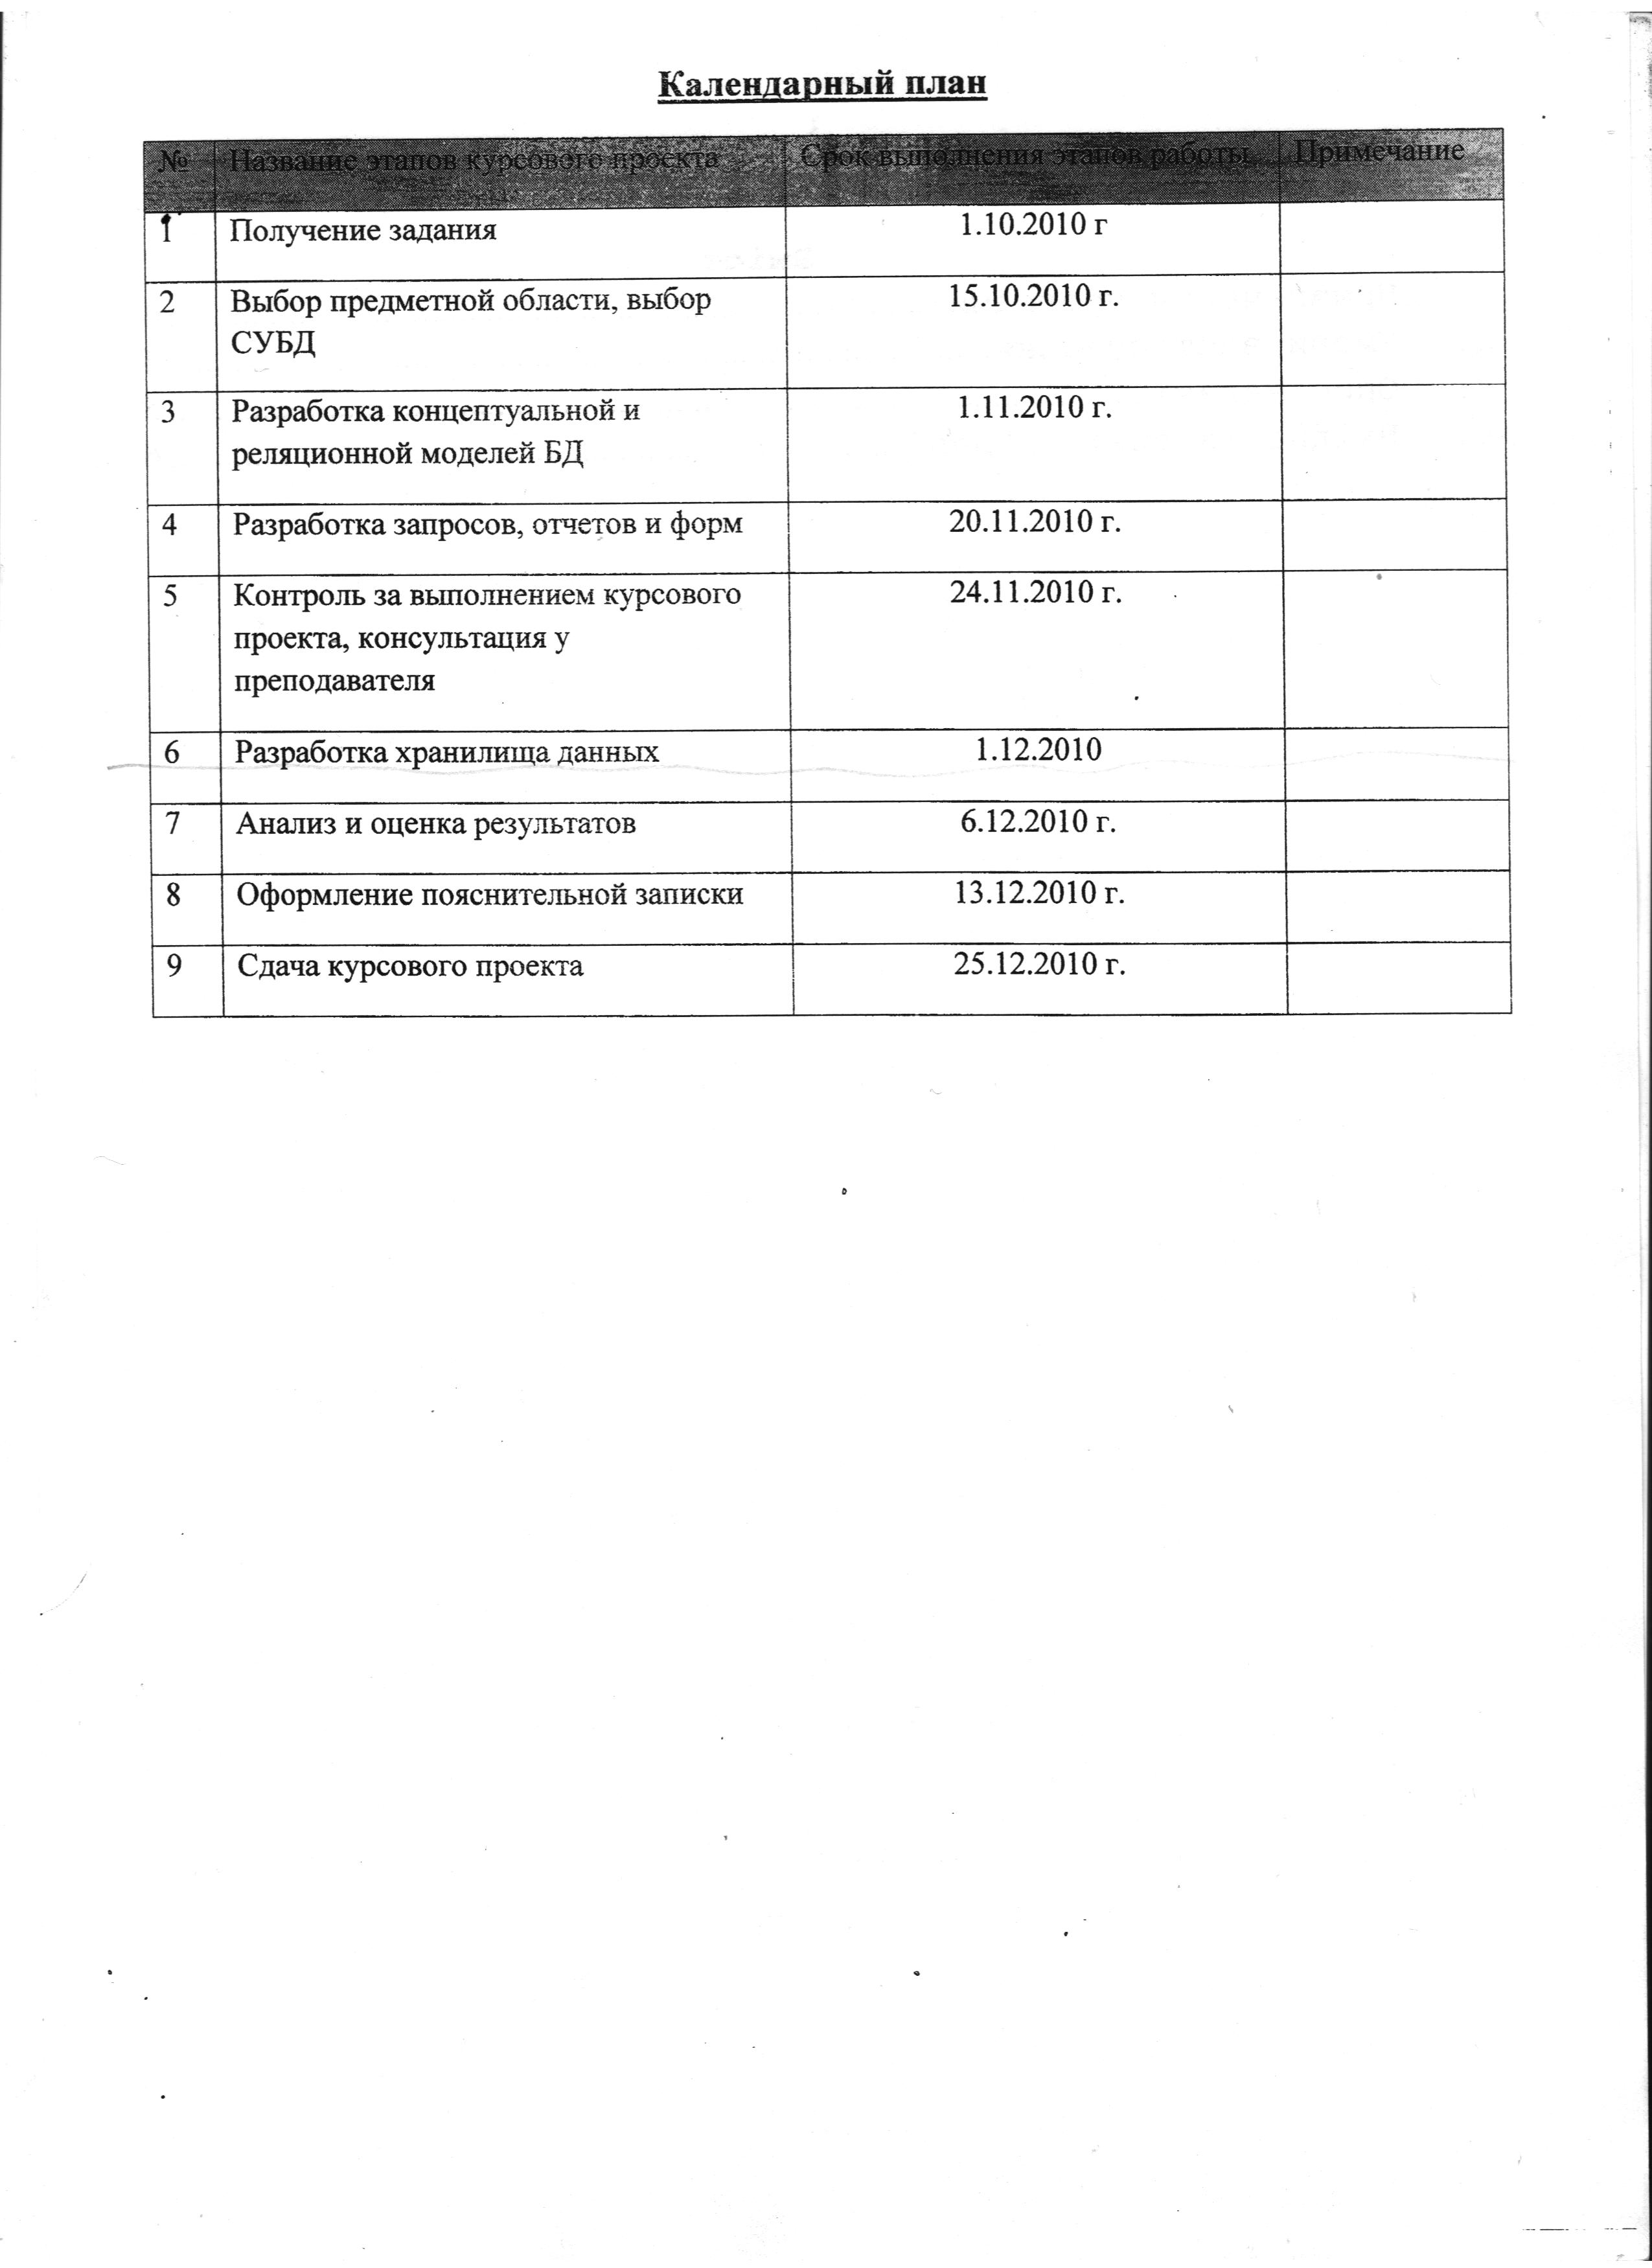 Календарный план
№ Название этапов курсового проекта Срок выполнения этапов работы Примечание
1 Получение задания 1.10.2010 г
2 Выбор предметной области, выбор 15.10.2010 г.
СУБД
3 Разработка концептуальной и 1.11.2010 г.
реляционной моделей БД
4 Разработка запросов, отчетов и форм 20.11.2010 г.
5 Контроль за выполнением курсового 24.11.2010 г.
проекта, консультация у
преподавателя
6 Разработка хранилища данных 1.12.2010
7 Анализ и оценка результатов 6.12.2010 г.
8 Оформление пояснительной записки 13.12.2010 г.
9 Сдача курсового проекта 25.12.2010 г.